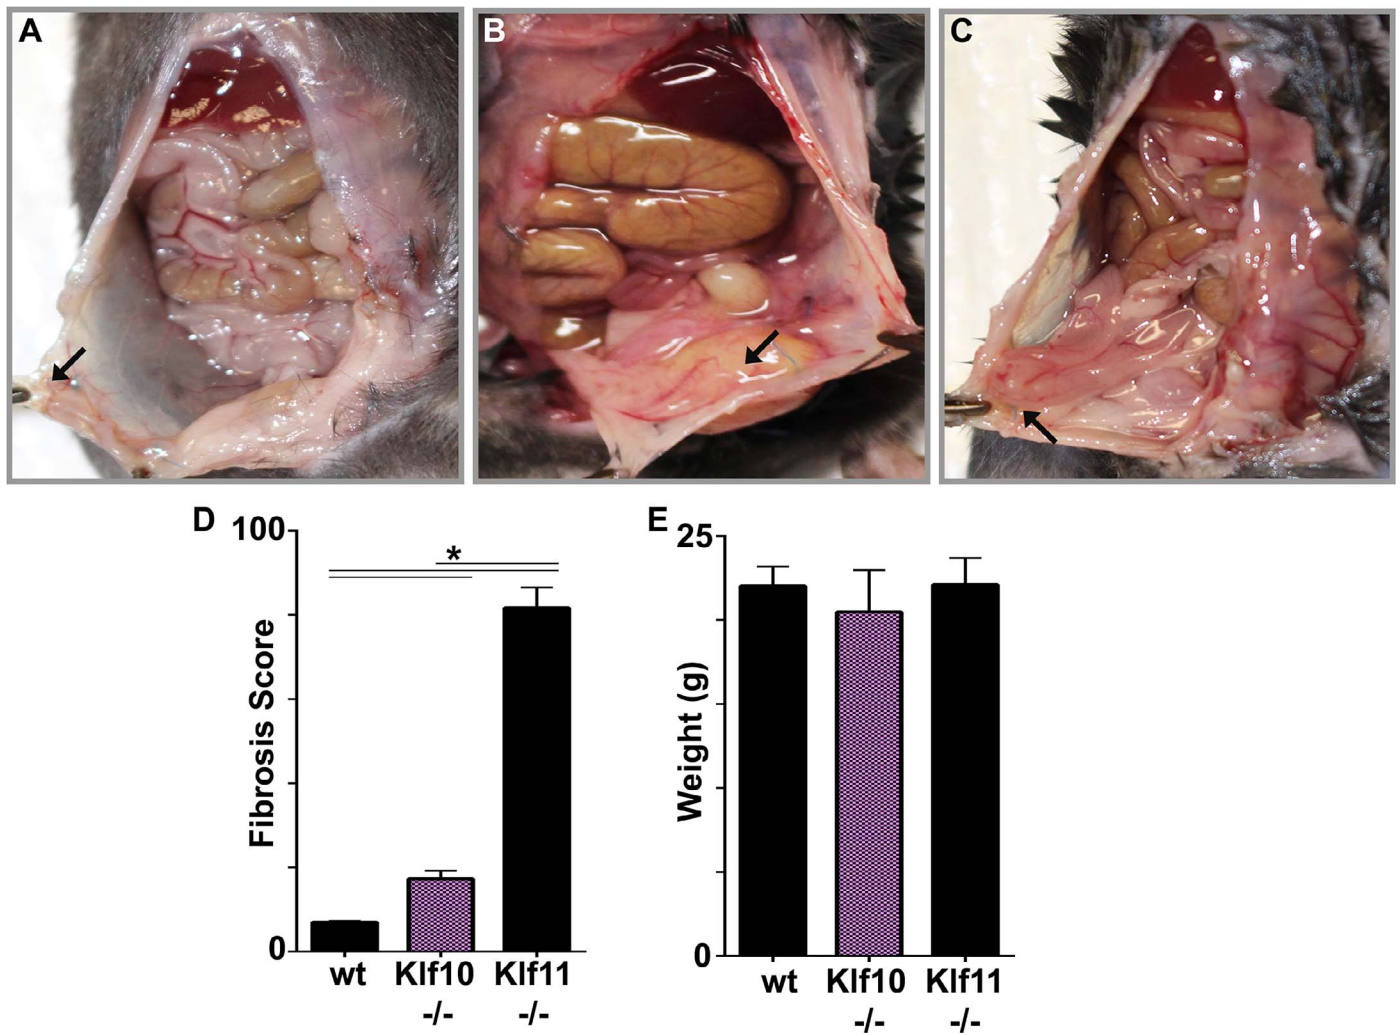 A
B
C
D
100
*
Fibrosis Score
0
wt
Klf10
-/-
Klf11
-/-
E
25
Weight (g)
0
wt
Klf10
-/-
Klf11
-/-